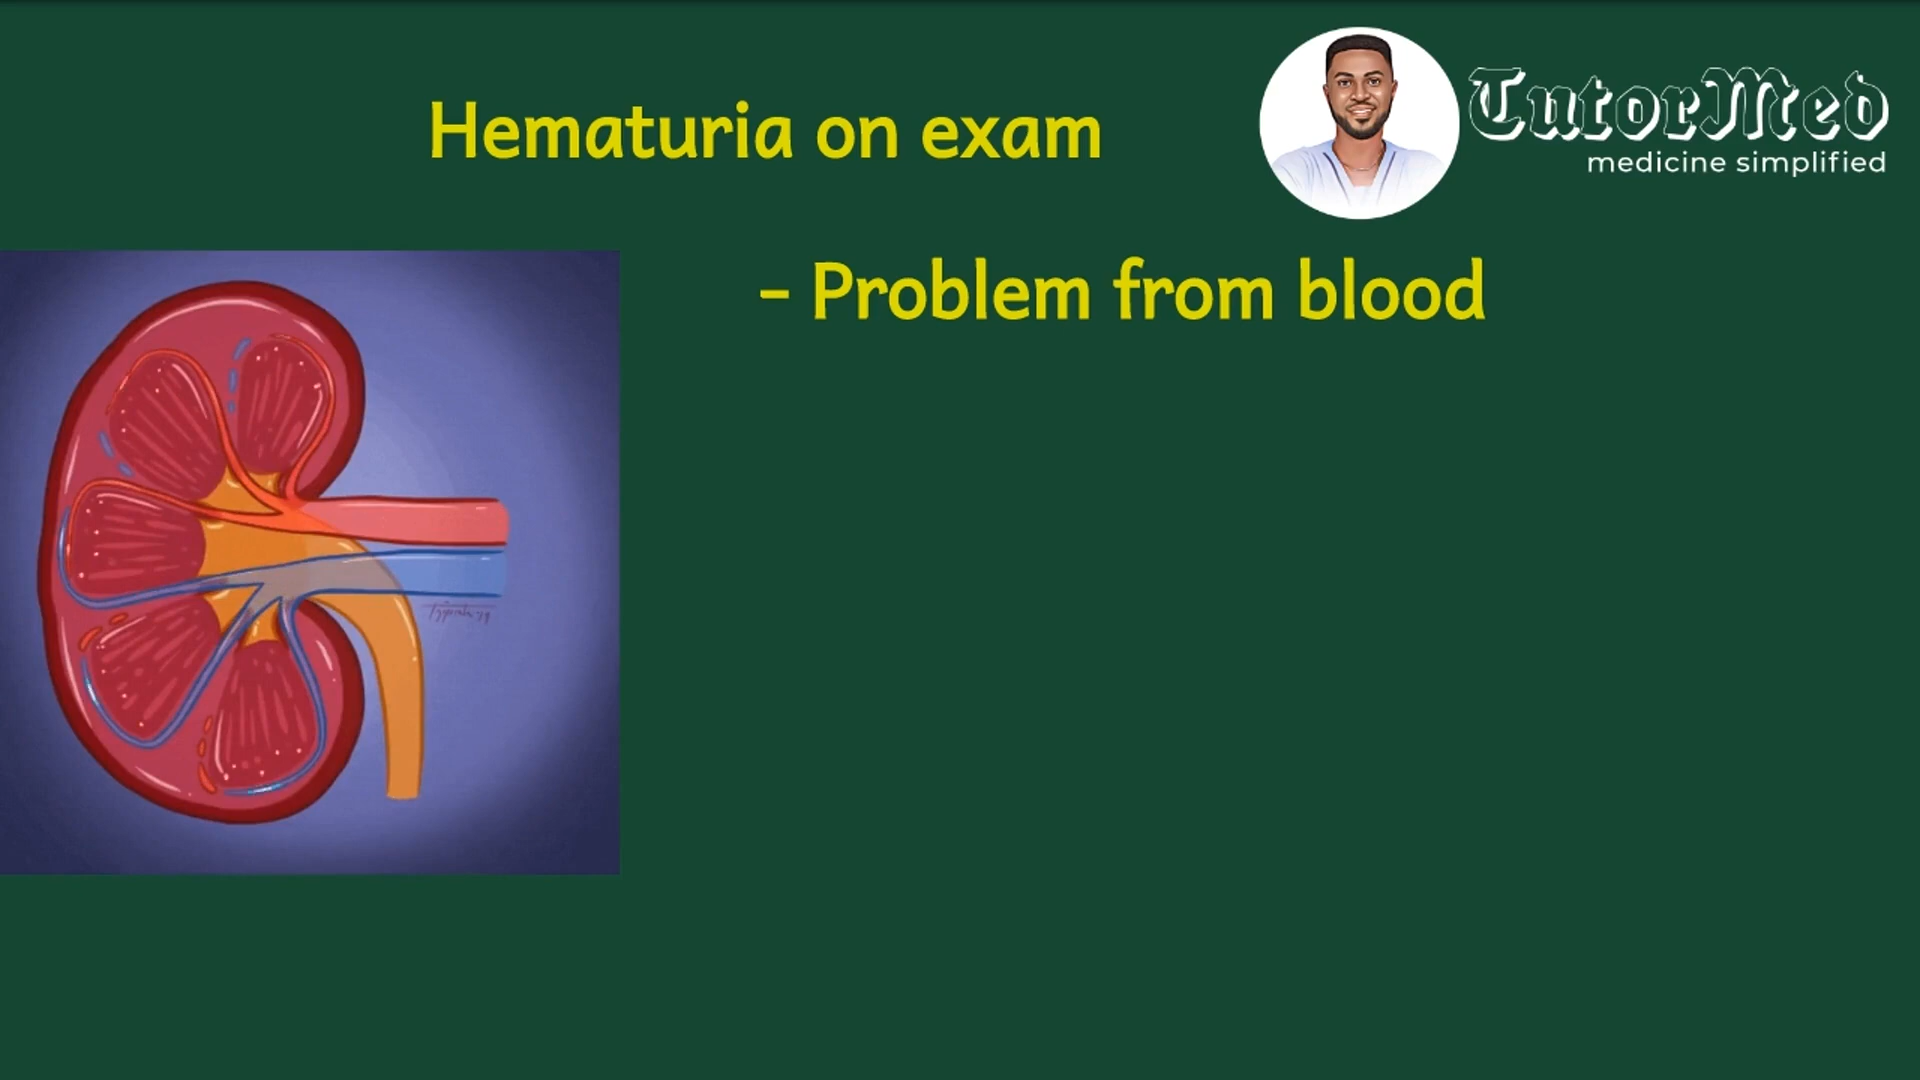 Hematuria on exam
TutorMed
medicine simplified
- Problem from blood